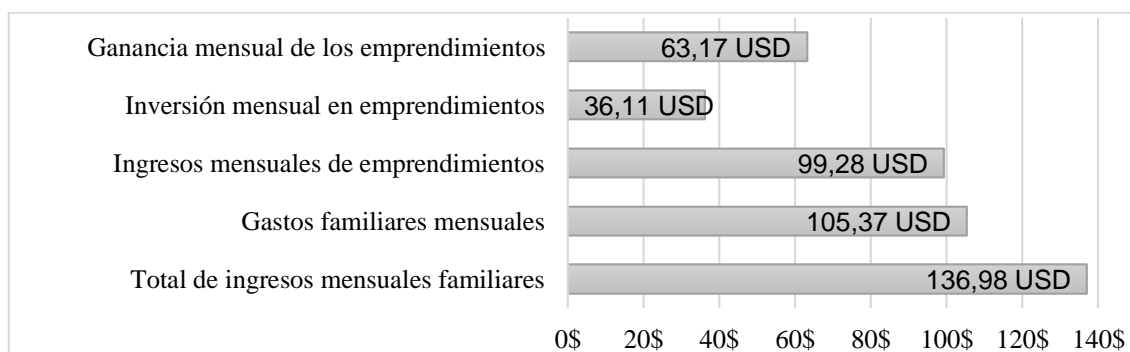 Ganancia mensual de los emprendimientos
63,17 USD
Inversión mensual en emprendimientos
36,11 USD
Ingresos mensuales de emprendimientos
99,28 USD
Gastos familiares mensuales
105,37 USD
Total de ingresos mensuales familiares
136,98 USD
0$ 20$ 40$ 60$ 80$ 100$ 120$ 140$